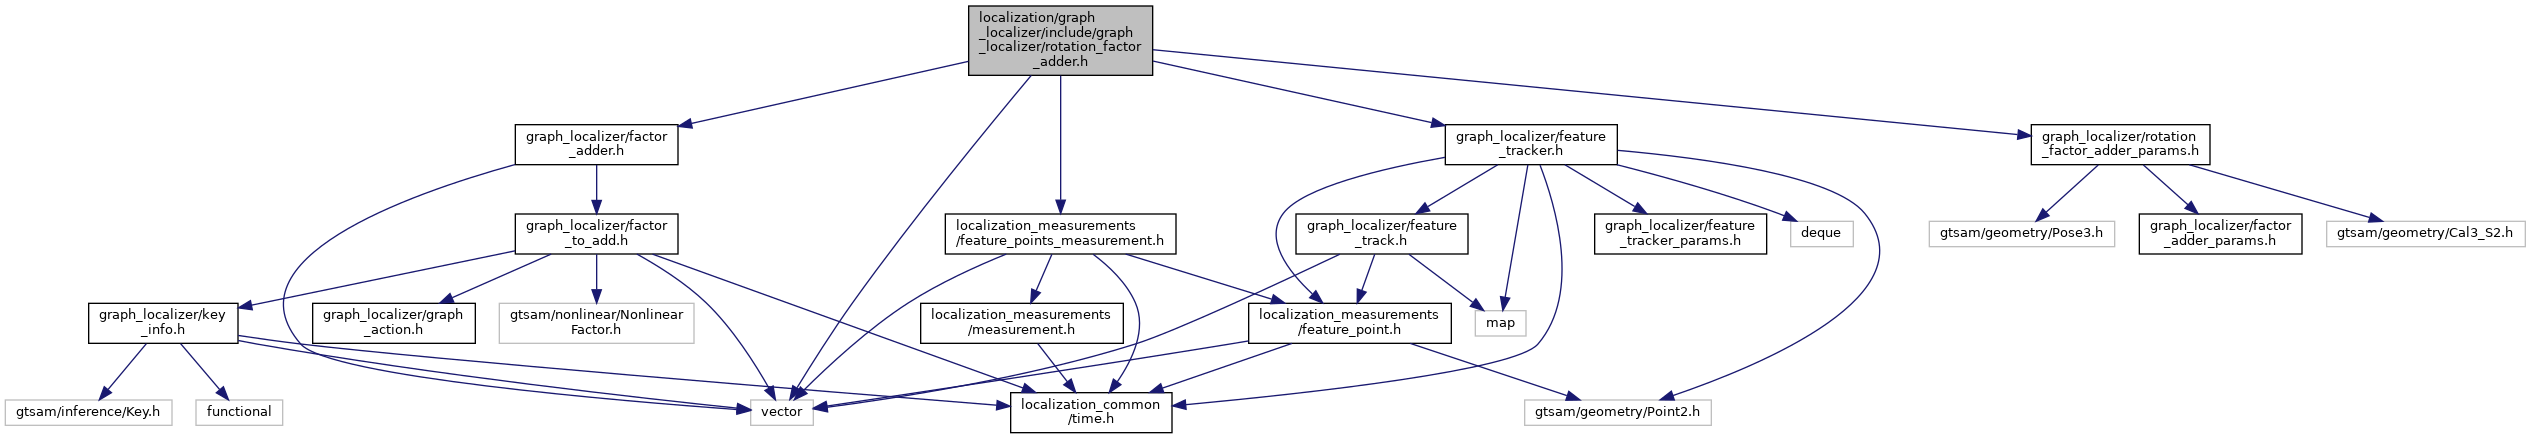 localization/graph
_localizer/include/graph
_localizer/rotation_factor
_adder.h
graph_localizer/factor
_adder.h
graph_localizer/feature
_tracker.h
graph_localizer/rotation
_factor_adder_params.h
graph_localizer/factor
_to_add.h
localization_measurements
/feature_points_measurement.h
graph_localizer/feature
_track.h
graph_localizer/feature
_tracker_params.h
deque
gtsam/geometry/Pose3.h
graph_localizer/factor
_adder_params.h
gtsam/geometry/Cal3_S2.h
graph_localizer/key
_info.h
graph_localizer/graph
_action.h
gtsam/nonlinear/Nonlinear
Factor.h
localization_measurements
/measurement.h
localization_measurements
/feature_point.h
map
gtsam/inference/Key.h
functional
vector
localization_common
/time.h
gtsam/geometry/Point2.h